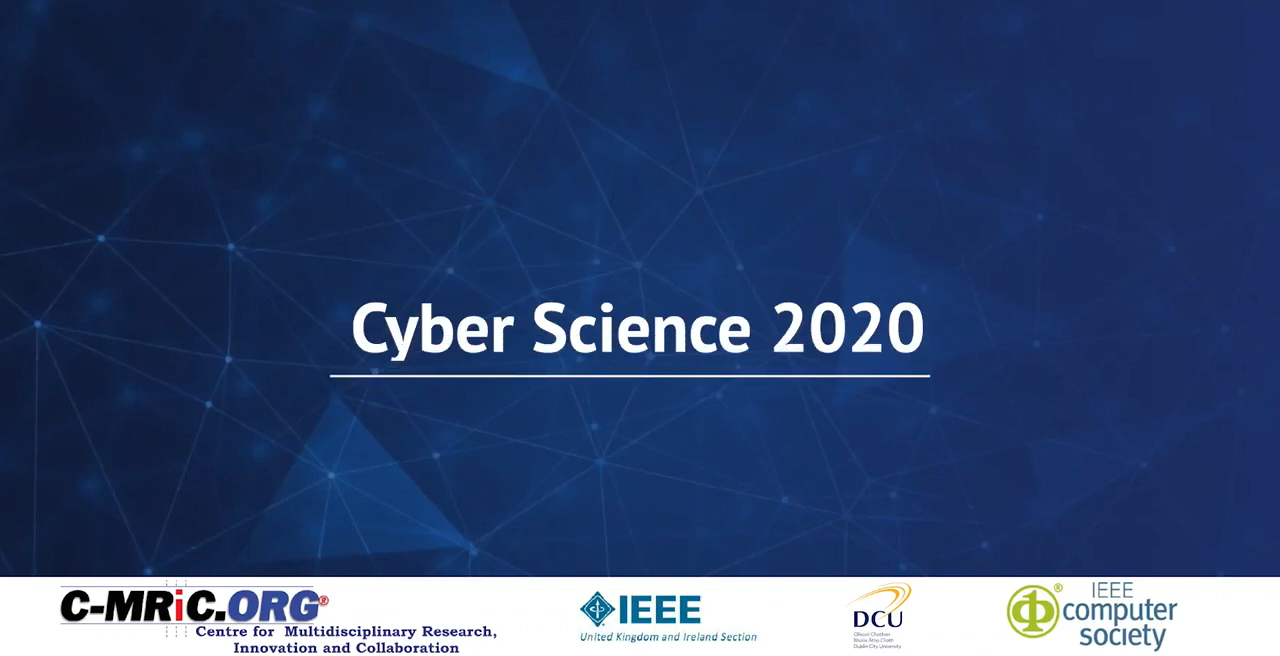 Cyber Science 2020
C-MRiC.ORG®
Centre for Multidisciplinary Research,
Innovation and Collaboration
IEEE
United Kingdom and Ireland Section
DCU
Ollscoil Chathair
Bhaile Átha Cliath
Dublin City University
®
IEEE
computer
society